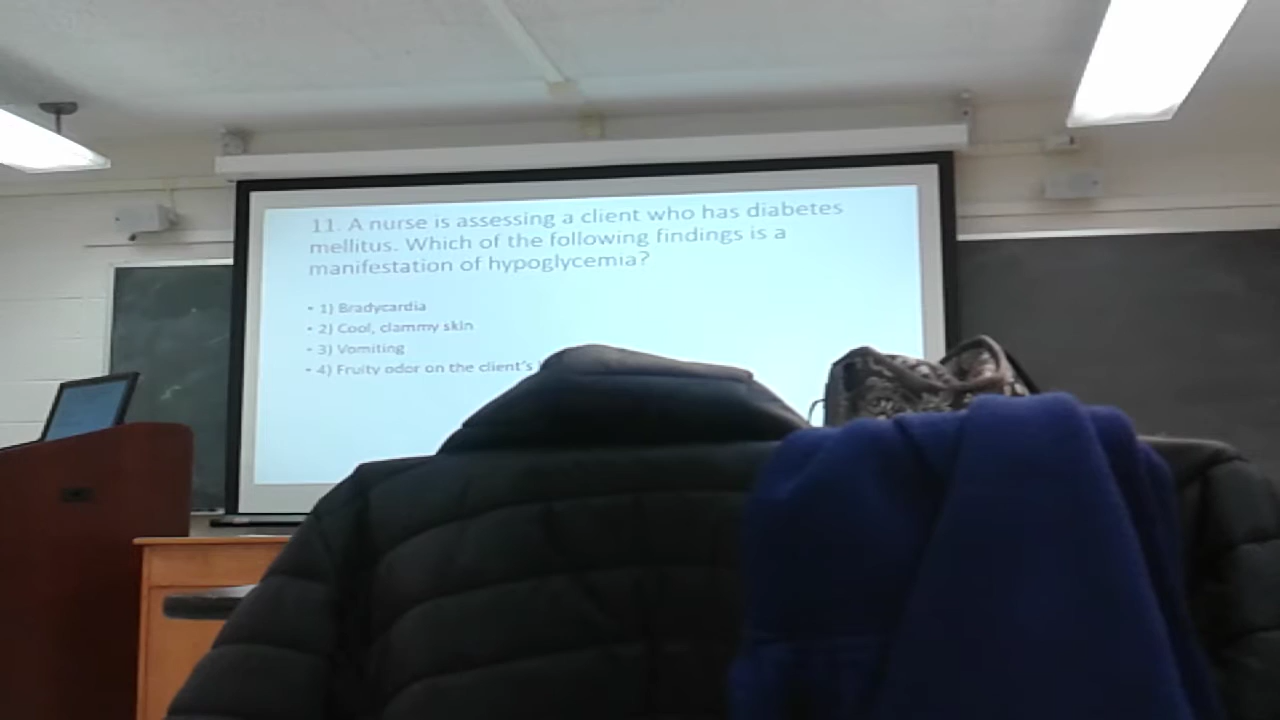 11. A nurse is assessing a client who has diabetes
mellitus. Which of the following findings is a
manifestation of hypoglycemia?
• 1) Bradycardia
• 2) Cool, clammy skin
• 3) Vomiting
• 4) Fruity odor on the client's